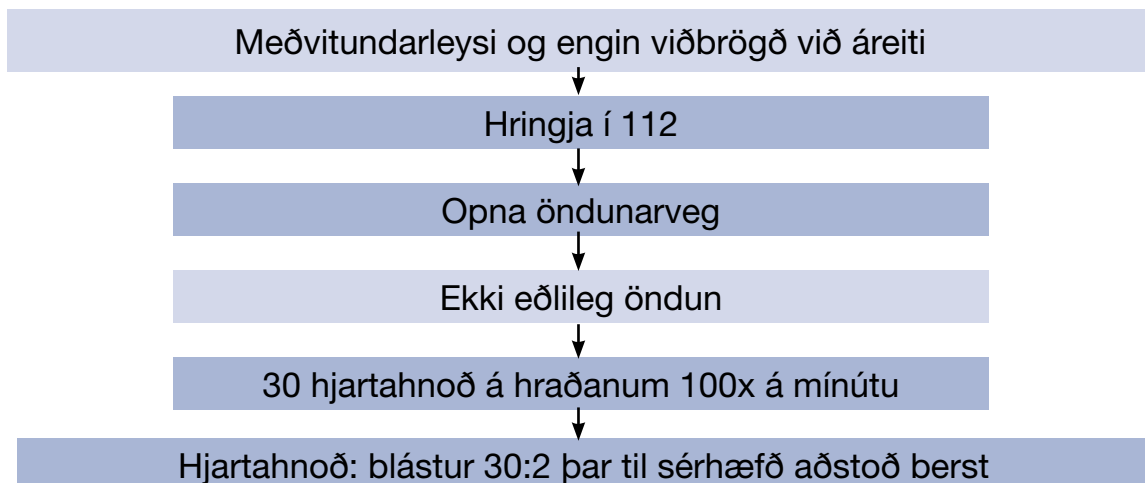 Meðvitundarleysi og engin viðbrögð við áreiti
Hringja í 112
Opna öndunarveg
Ekki eðlileg öndun
30 hjartahnoð á hraðanum 100x á mínútu
Hjartahnoð: blástur 30:2 þar til sérhæfð aðstoð berst